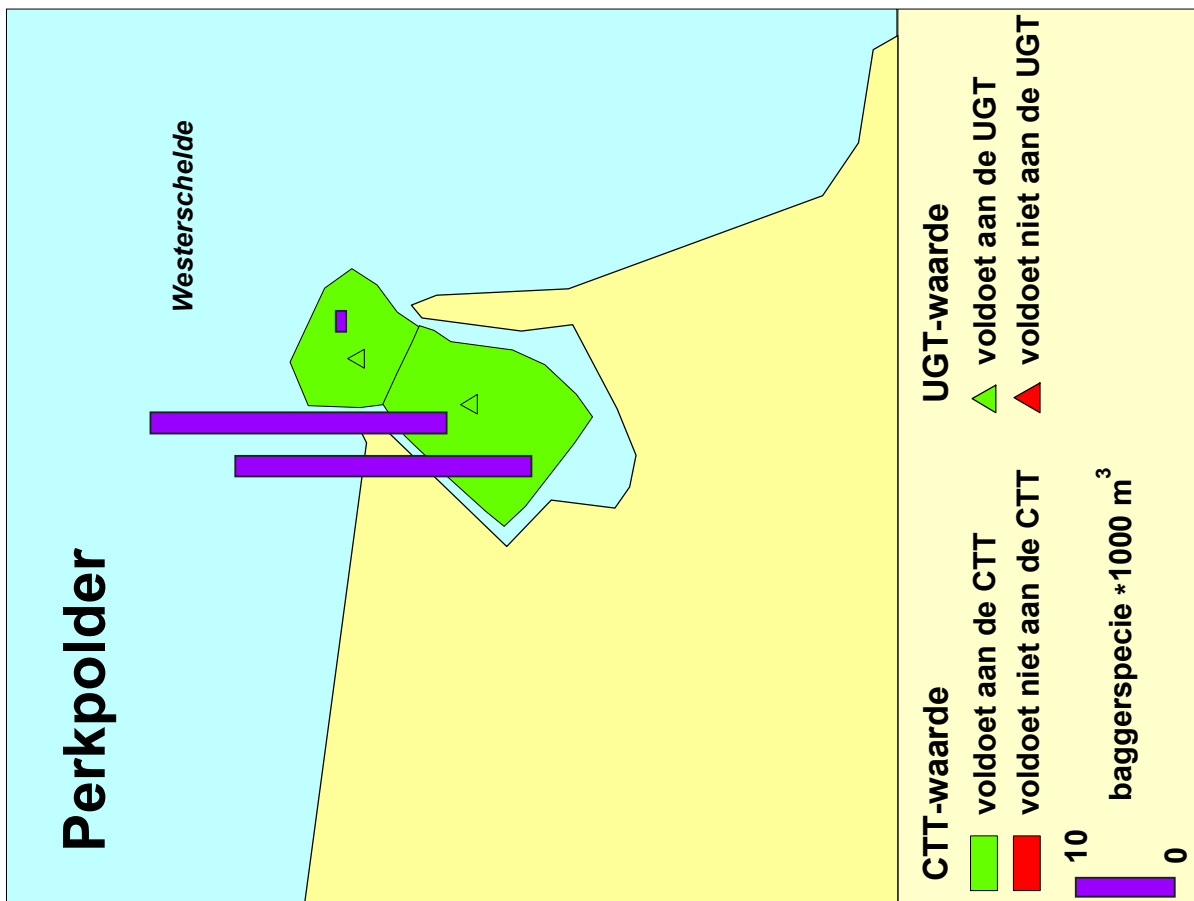 Perkpolder
Westerschelde
CTT-waarde
voldoet aan de CTT
voldoet niet aan de CTT
UGT-waarde
voldoet aan de UGT
voldoet niet aan de UGT
10
0
baggerspecie *1000 m³